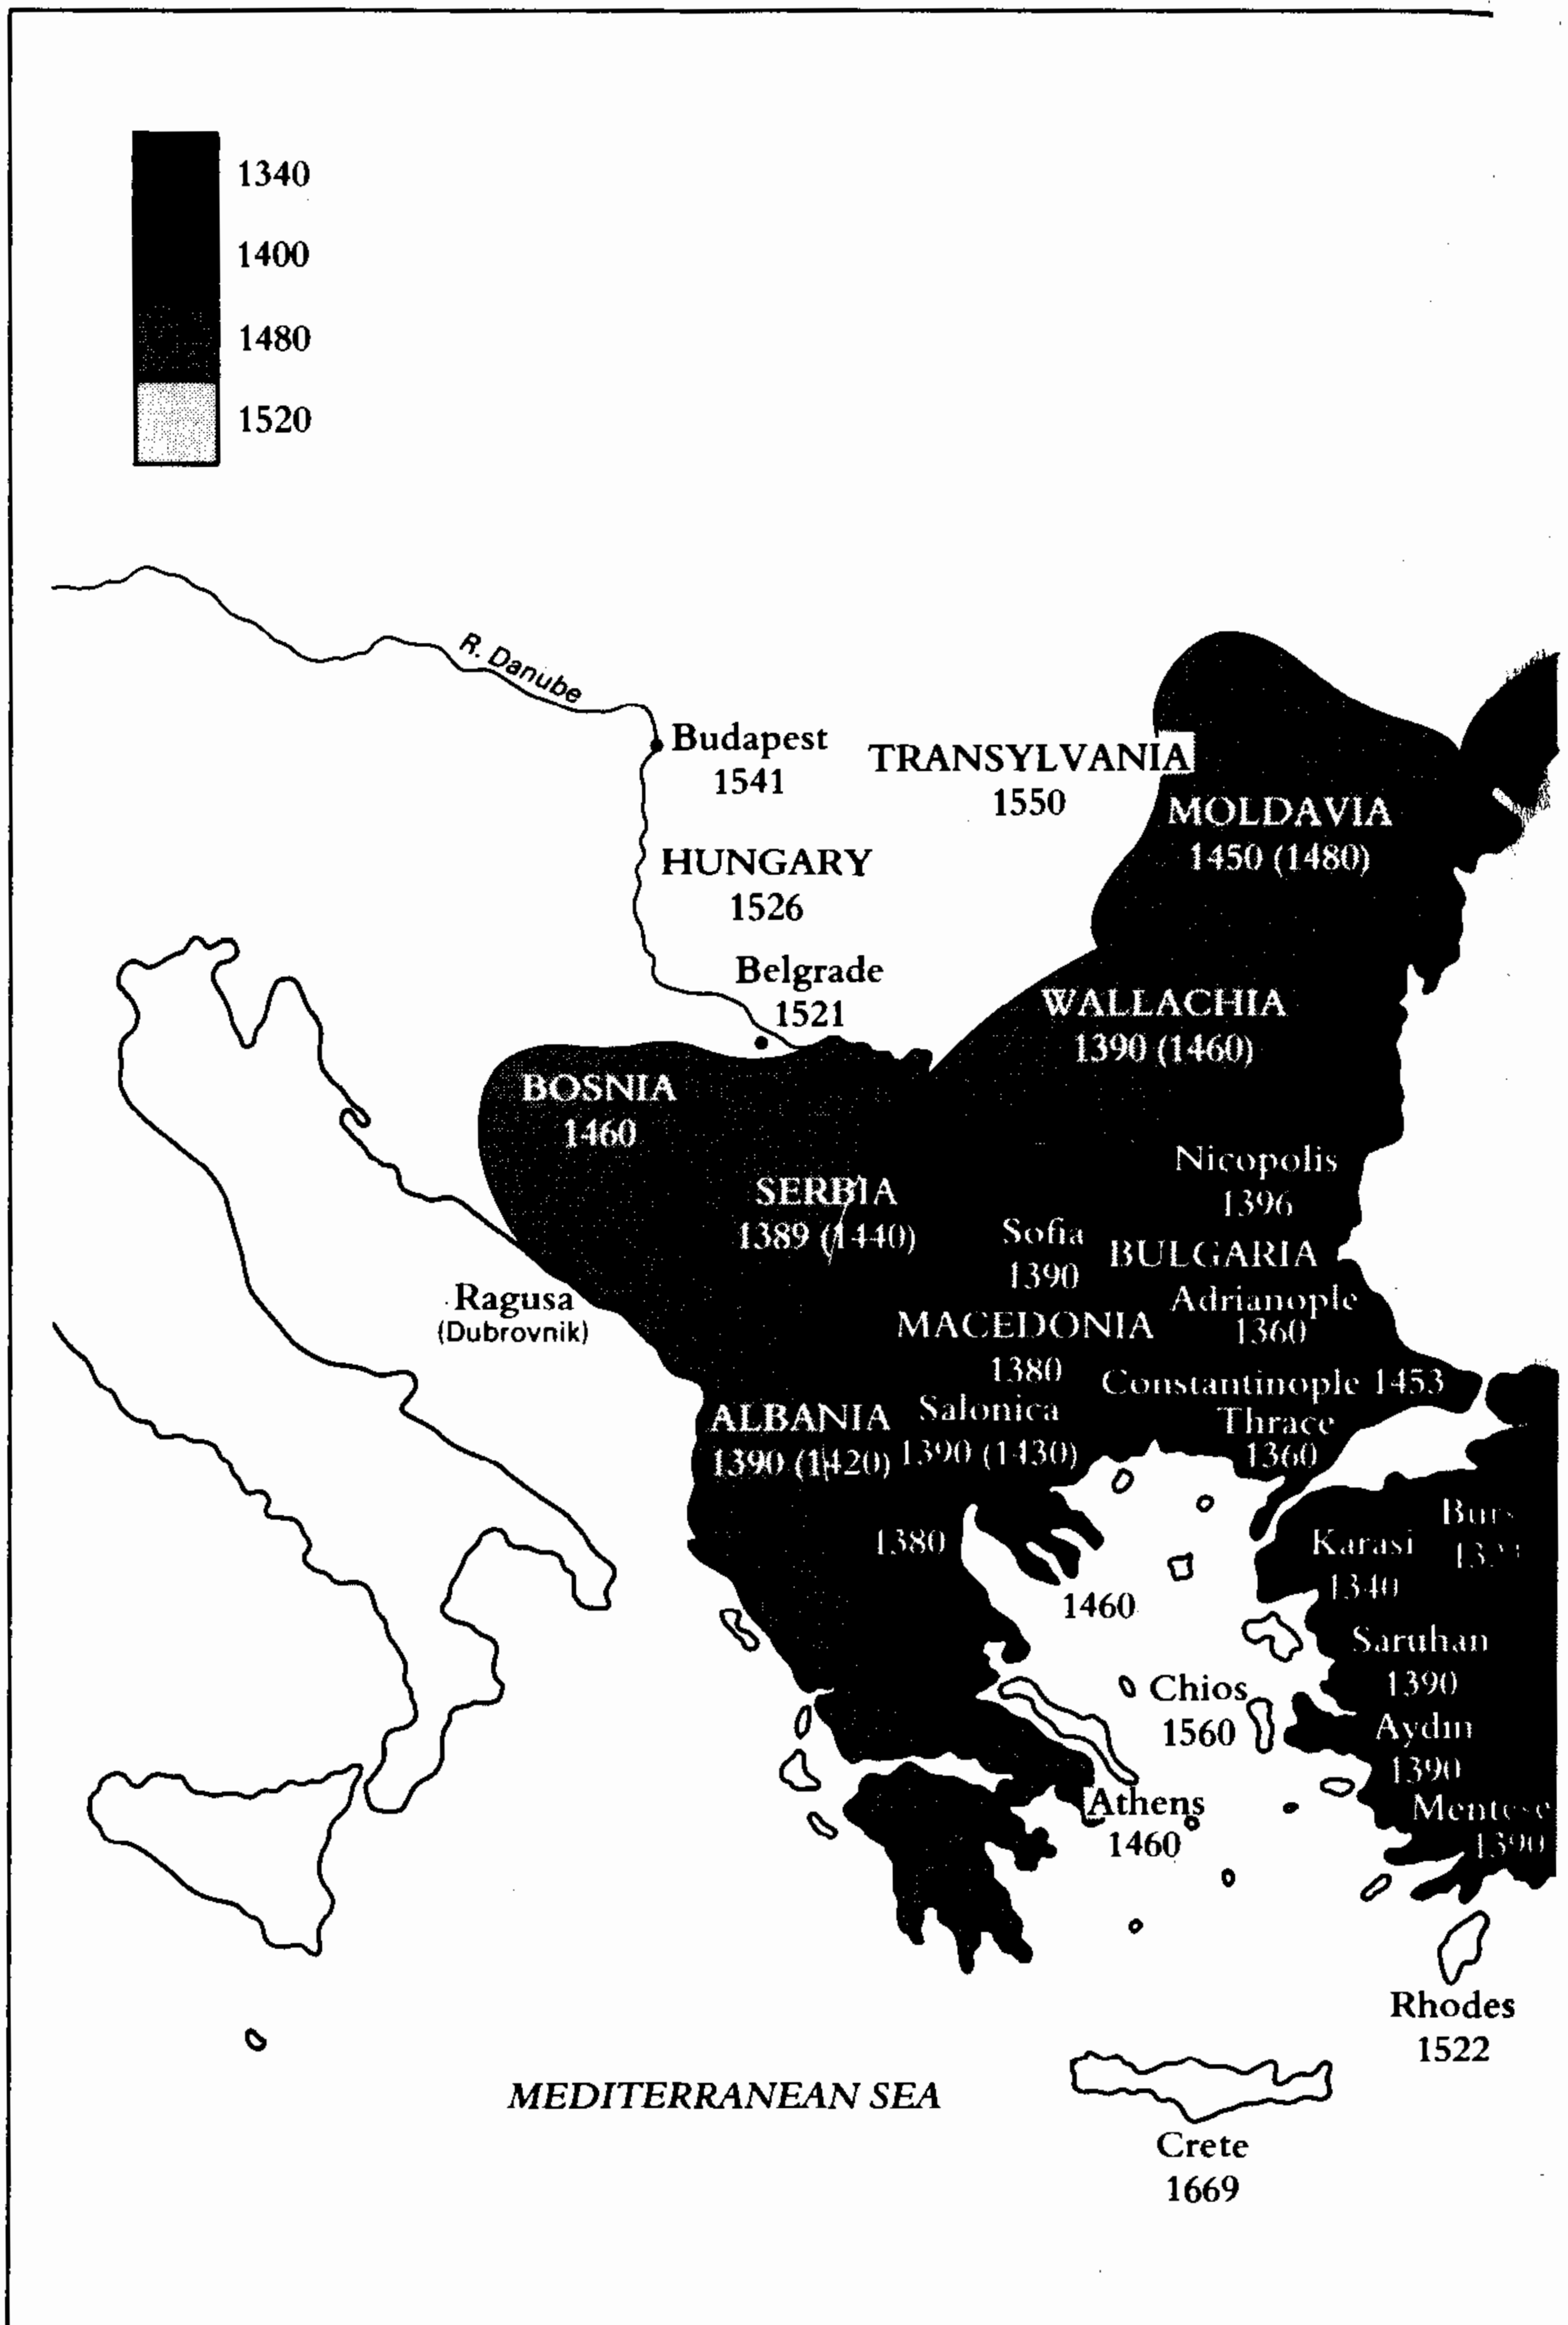 1340
1400
1480
1520
R. Danube
Budapest
1541
TRANSYLVANIA
1550
MOLDAVIA
1450 (1480)
HUNGARY
1526
Belgrade
1521
WALLACHIA
1390 (1460)
BOSNIA
1460
SERBIA
1389 (1440)
Nicopolis
1396
Sofia
1390
BULGARIA
Adrianople
1360
Ragusa
(Dubrovnik)
MACEDONIA
1380
Constantinople 1453
Thrace
1360
ALBANIA
1390 (1420)
Salonica
1390 (1430)
1380
1460
Karasi
1340
Saruhan
1390
Chios
1560
Aydın
1390
Athens
1460
Mentese
1390
Rhodes
1522
MEDITERRANEAN SEA
Crete
1669